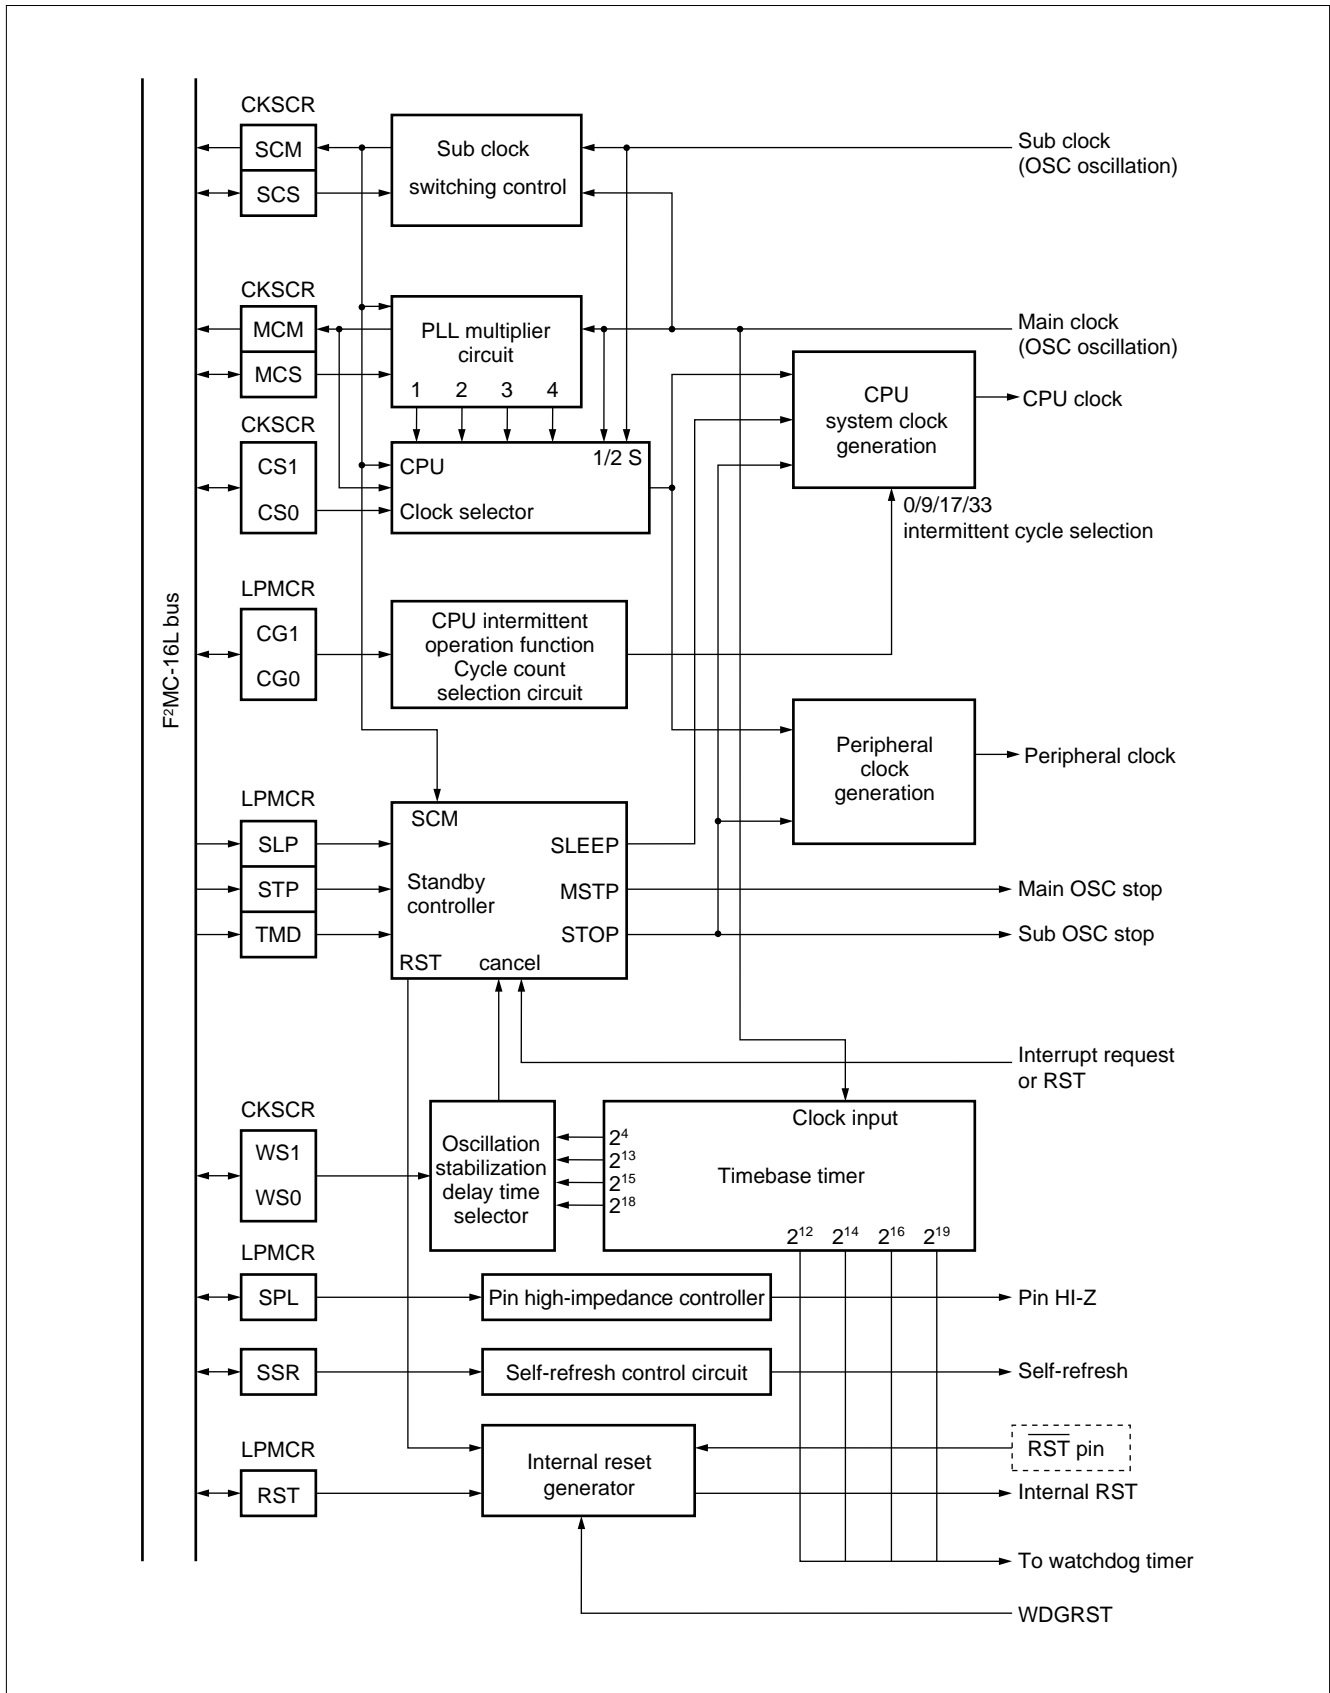 CKSCR
SCM
SCS
Sub clock
switching control
Sub clock
(OSC oscillation)
CKSCR
MCM
MCS
PLL multiplier
circuit
1 2 3 4
Main clock
(OSC oscillation)
CPU
system clock
generation
CPU clock
CKSCR
CS1
CS0
CPU
1/2 S
Clock selector
0/9/17/33
intermittent cycle selection
F²MC-16L bus
LPMCR
CG1
CG0
CPU intermittent
operation function
Cycle count
selection circuit
Peripheral
clock
generation
Peripheral clock
LPMCR
SLP
STP
TMD
SCM
SLEEP
Standby
controller
MSTP
STOP
RST cancel
Main OSC stop
Sub OSC stop
Interrupt request
or RST
CKSCR
WS1
WS0
Oscillation
stabilization
delay time
selector
Clock input
2⁴
2¹³
2¹⁵
2¹⁸
Timebase timer
2¹² 2¹⁴ 2¹⁶ 2¹⁹
LPMCR
SPL
Pin high-impedance controller
Pin HI-Z
SSR
Self-refresh control circuit
Self-refresh
LPMCR
RST
Internal reset
generator
RST pin
Internal RST
To watchdog timer
WDGRST